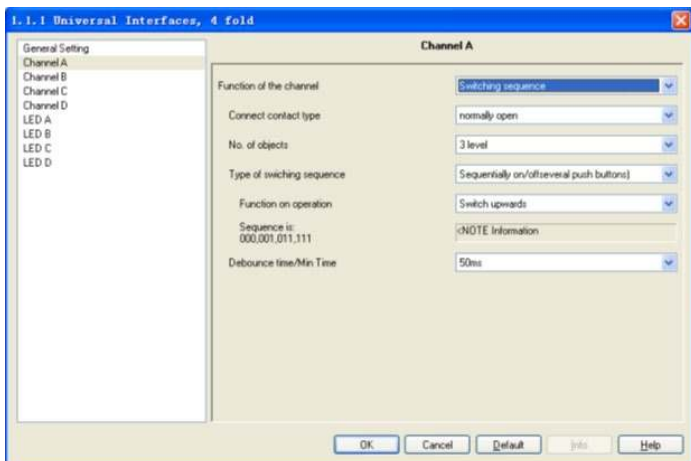 1.1.1 Universal Interfaces, 4 fold
General Setting
Channel A
Channel B
Channel C
Channel D
LED A
LED B
LED C
LED D
Channel A
Function of the channel
Switching sequence
Connect contact type
normally open
No. of objects
3 level
Type of swiching sequence
Sequentially on/off(several push buttons)
Function on operation
Switch upwards
Sequence is:
000,001,011,111
<NOTE Information
Debounce time/Min Time
50ms
OK
Cancel
Default
Info
Help